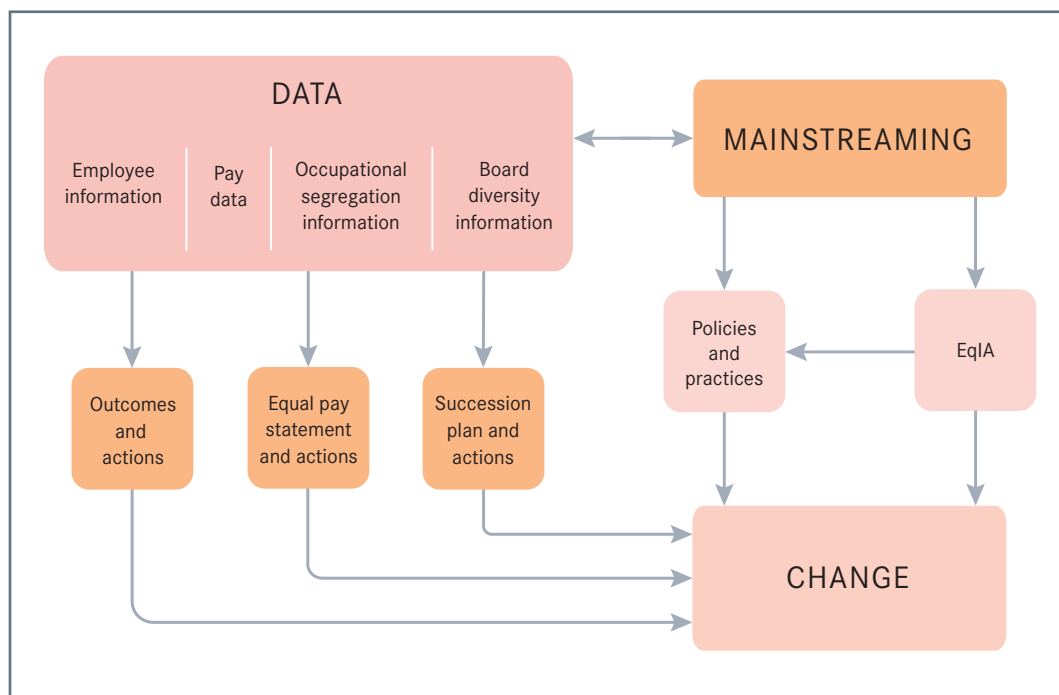 DATA
Employee
information
Pay
data
Occupational
segregation
information
Board
diversity
information
MAINSTREAMING
Policies
and
practices
EqIA
Outcomes
and
actions
Equal pay
statement
and actions
Succession
plan and
actions
CHANGE